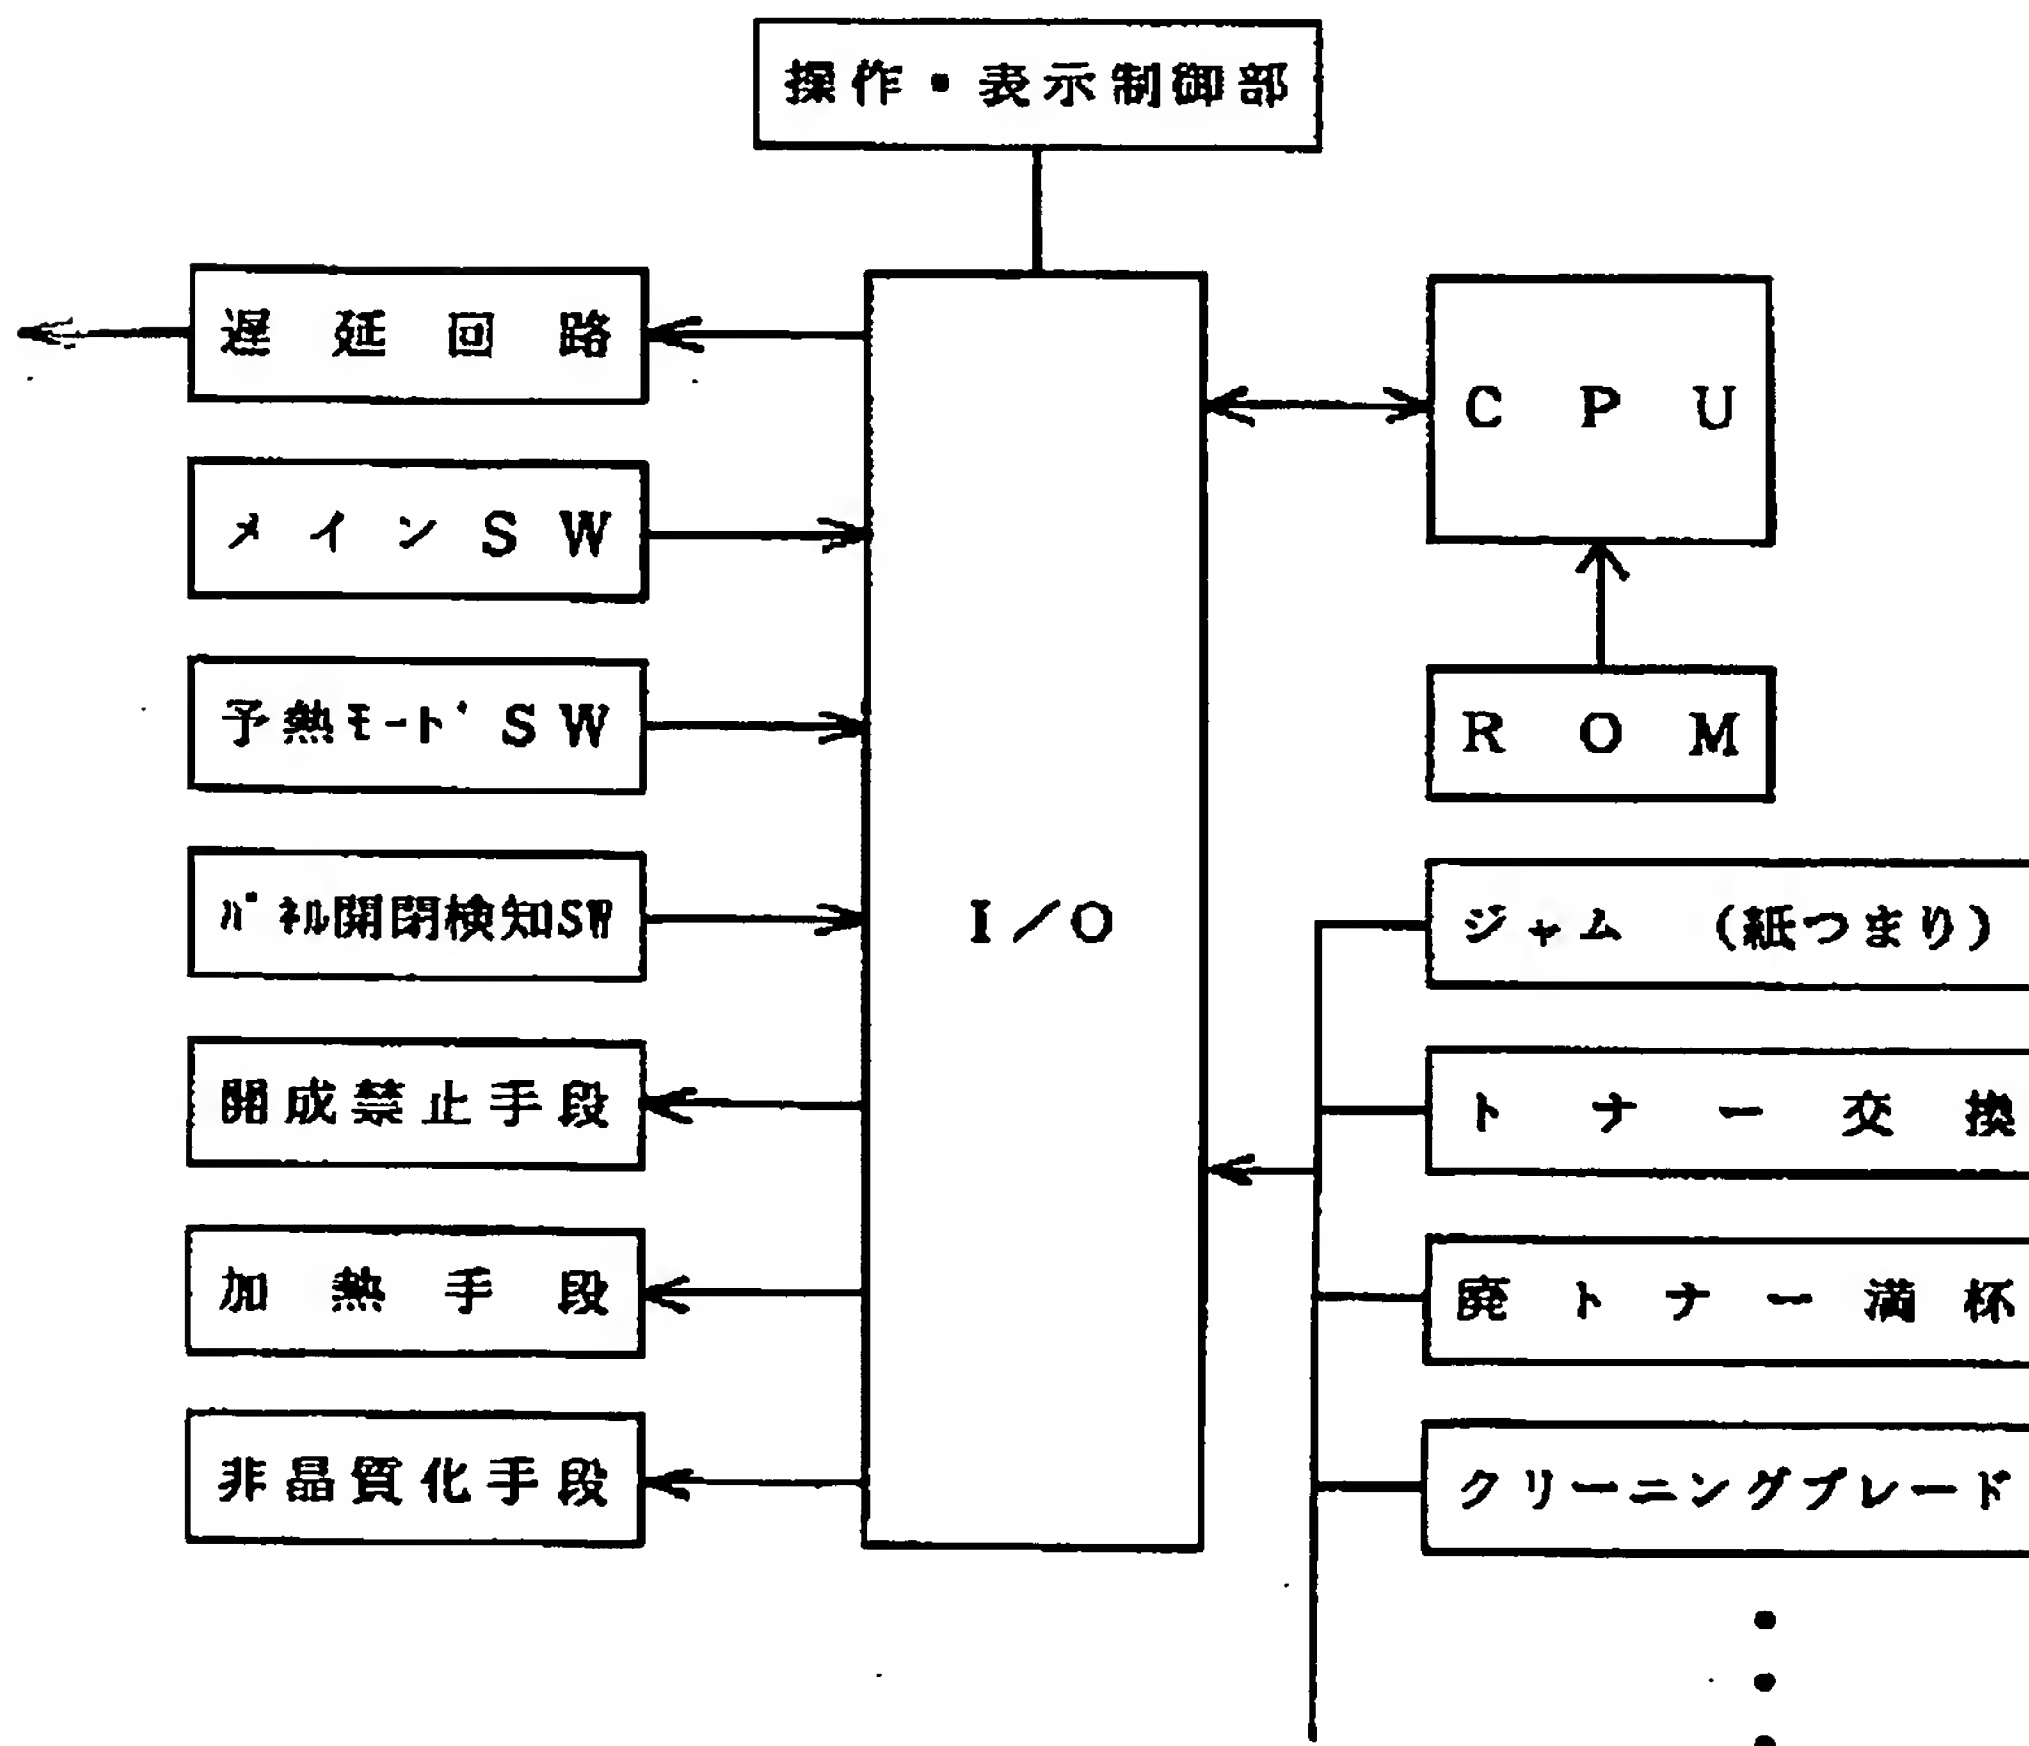 操作・表示制御部
遅延回路
メインSW
予熱ﾓｰﾄﾞSW
ﾊﾟﾈﾙ開閉検知SW
開成禁止手段
加熱手段
非晶質化手段
I/O
CPU
ROM
ジャム (紙つまり)
トナー交換
廃トナー満杯
クリーニングブレード